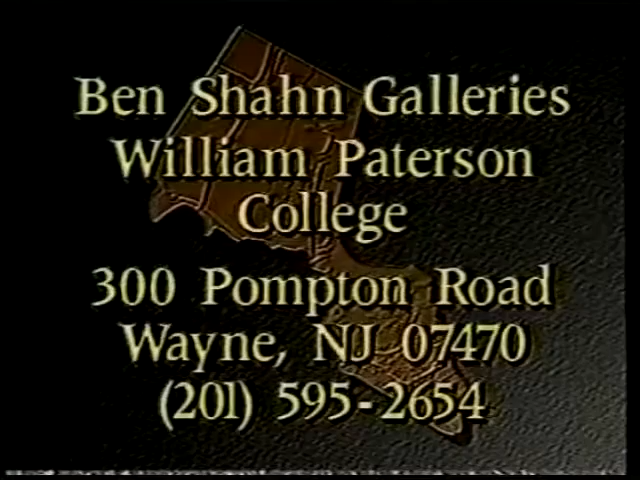 Ben Shahn Galleries
William Paterson
College
300 Pompton Road
Wayne, NJ 07470
(201) 595-2654